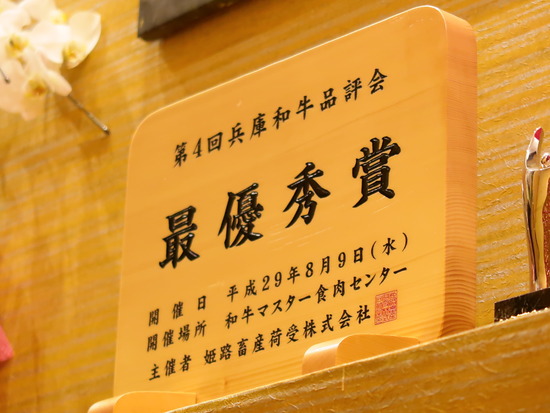 第4回兵庫和牛品評会
最優秀賞
開催日 平成29年8月9日(水)
開催場所 和牛マスター食肉センター
主催者 姫路畜産荷受株式会社